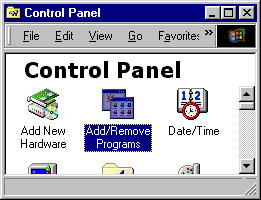 Control Panel
File Edit View Go Favorites »
Control Panel
Add New Hardware
Add/Remove Programs
Date/Time